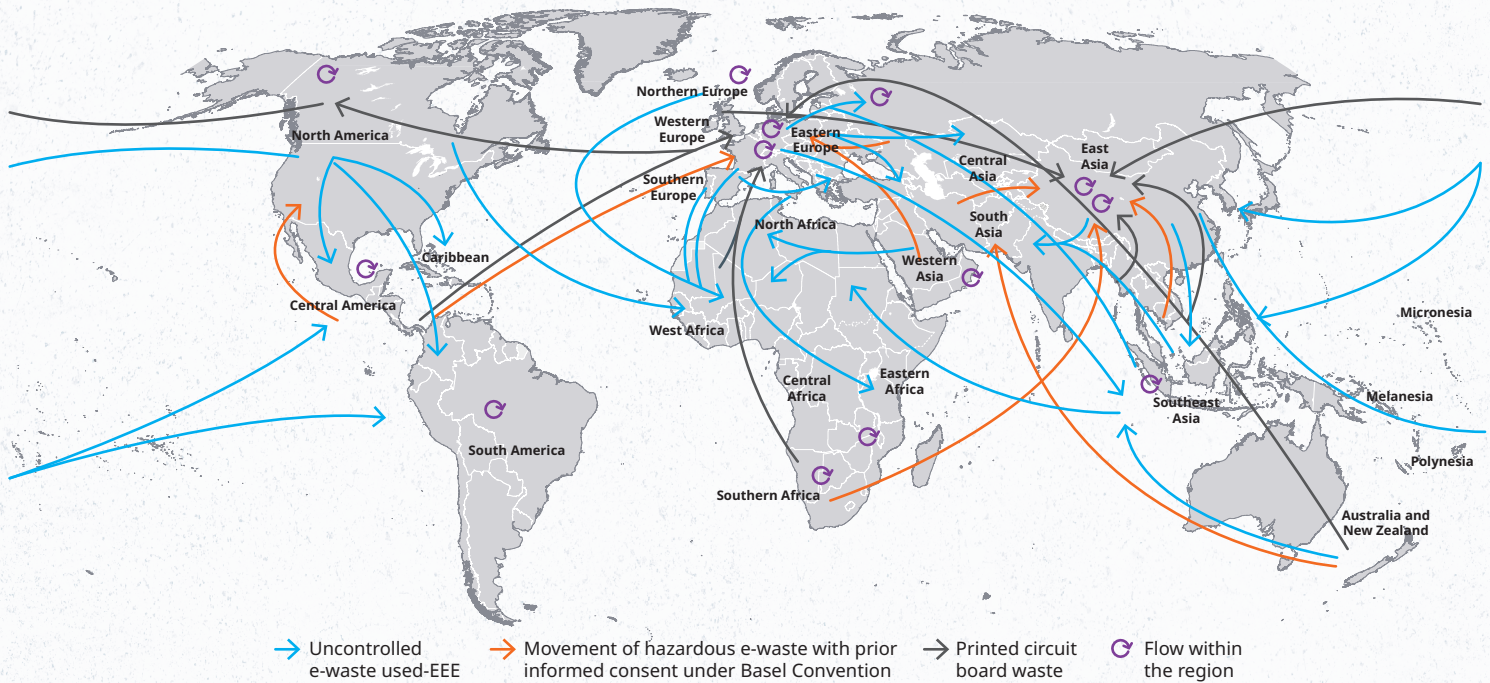 Northern Europe
Western
Europe
Eastern
Europe
North America
East
Asia
Central
Asia
Southern
Europe
South
Asia
North Africa
Caribbean
Western
Asia
Central America
Micronesia
West Africa
Central
Africa
Eastern
Africa
Southeast
Asia
Melanesia
South America
Polynesia
Southern Africa
Australia and
New Zealand
Uncontrolled
e-waste used-EEE
Movement of hazardous e-waste with prior
informed consent under Basel Convention
Printed circuit
board waste
Flow within
the region